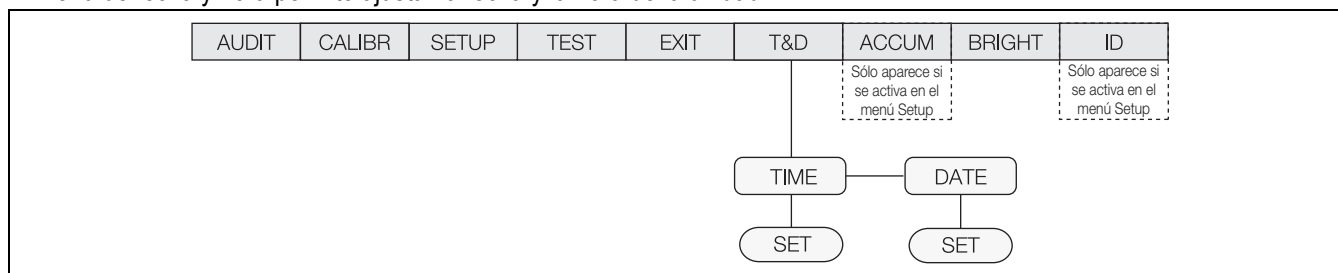 AUDIT CALIBR SETUP TEST EXIT T&D ACCUM BRIGHT ID
Sólo aparece si
se activa en el
menú Setup
Sólo aparece si
se activa en el
menú Setup
TIME DATE
SET SET